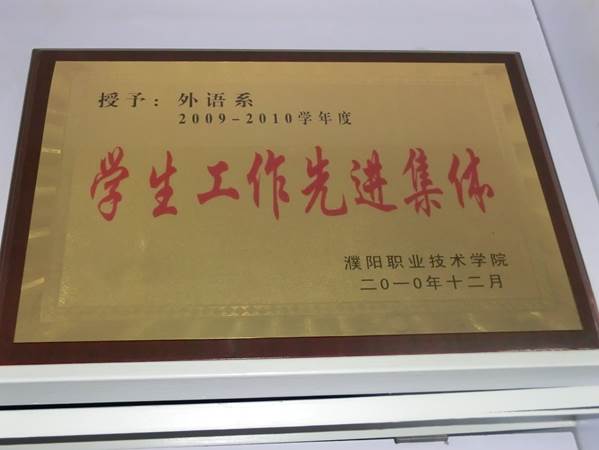 授予：外语系
2009-2010学年度
学生工作先进集体
濮阳职业技术学院
二〇一〇年十二月